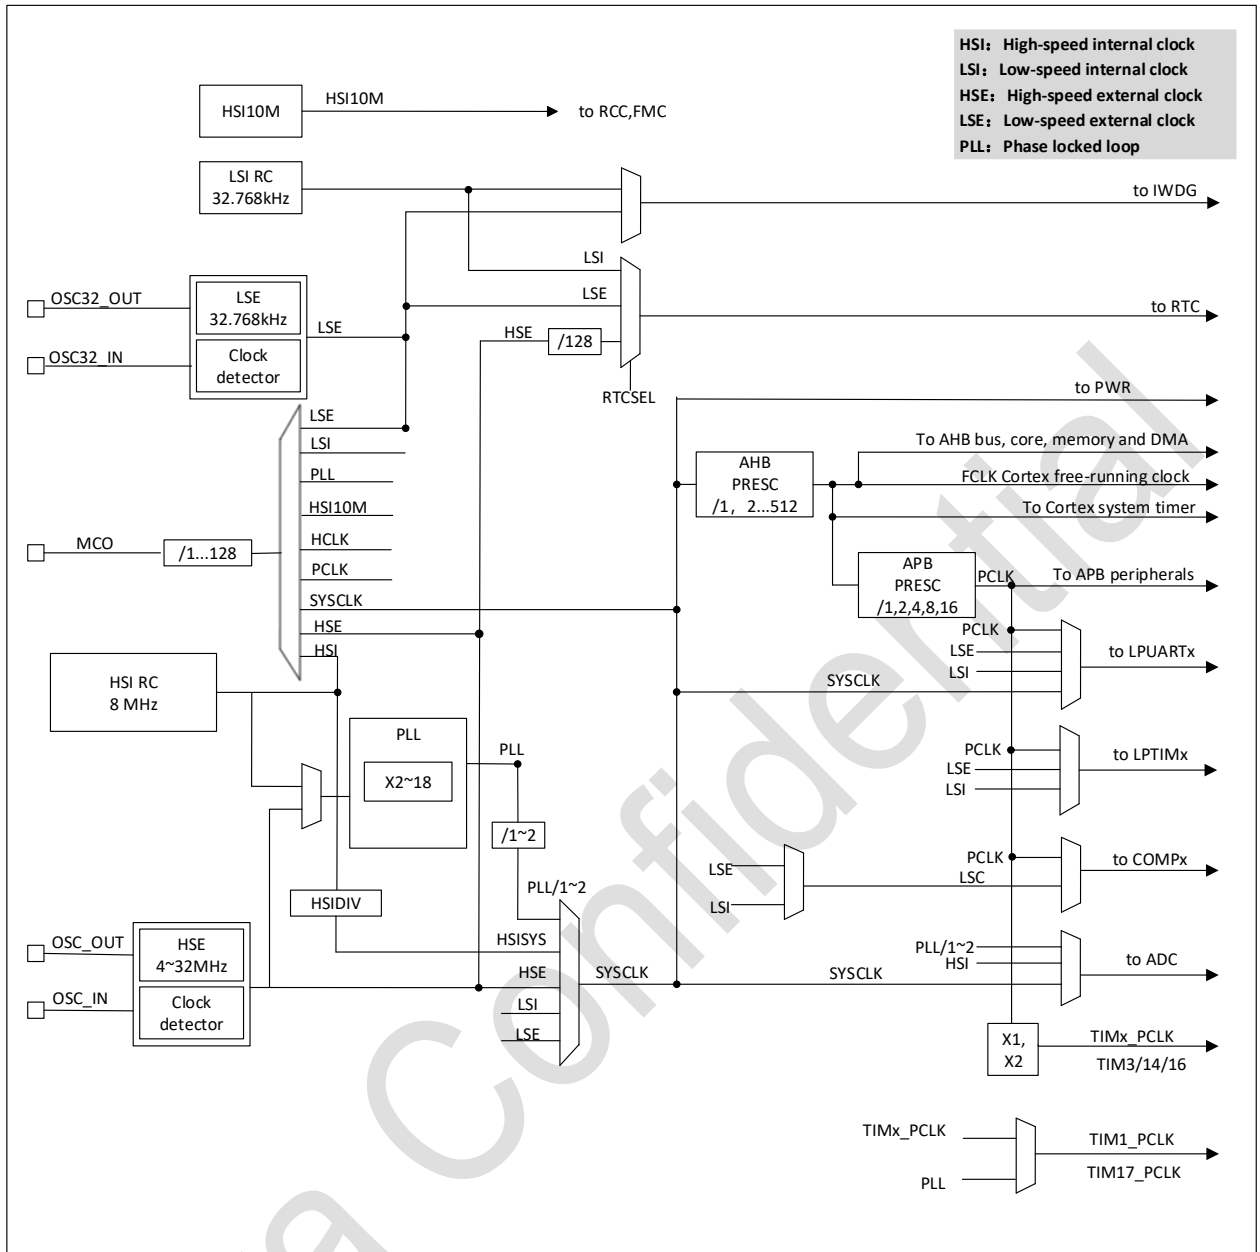 HSI：High-speed internal clock
LSI：Low-speed internal clock
HSE：High-speed external clock
LSE：Low-speed external clock
PLL：Phase locked loop
HSI10M
HSI10M
to RCC,FMC
LSI RC
32.768kHz
to IWDG
LSI
OSC32_OUT
LSE
32.768kHz
LSE
LSE
to RTC
HSE
/128
OSC32_IN
Clock
detector
RTCSEL
to PWR
LSE
LSI
PLL
HSI10M
HCLK
PCLK
SYSCLK
HSE
HSI
MCO
/1...128
AHB
PRESC
/1， 2...512
To AHB bus, core, memory and DMA
FCLK Cortex free-running clock
To Cortex system timer
APB
PRESC
/1,2,4,8,16
PCLK
To APB peripherals
PCLK
LSE
LSI
SYSCLK
to LPUARTx
HSI RC
8 MHz
PLL
X2~18
PLL
/1~2
PCLK
LSE
LSI
to LPTIMx
LSE
LSI
PCLK
LSC
to COMPx
HSIDIV
PLL/1~2
HSISYS
HSE
LSI
LSE
SYSCLK
OSC_OUT
HSE
4~32MHz
OSC_IN
Clock
detector
PLL/1~2
HSI
SYSCLK
to ADC
X1,
X2
TIMx_PCLK
TIM3/14/16
TIMx_PCLK
PLL
TIM1_PCLK
TIM17_PCLK
Confidential